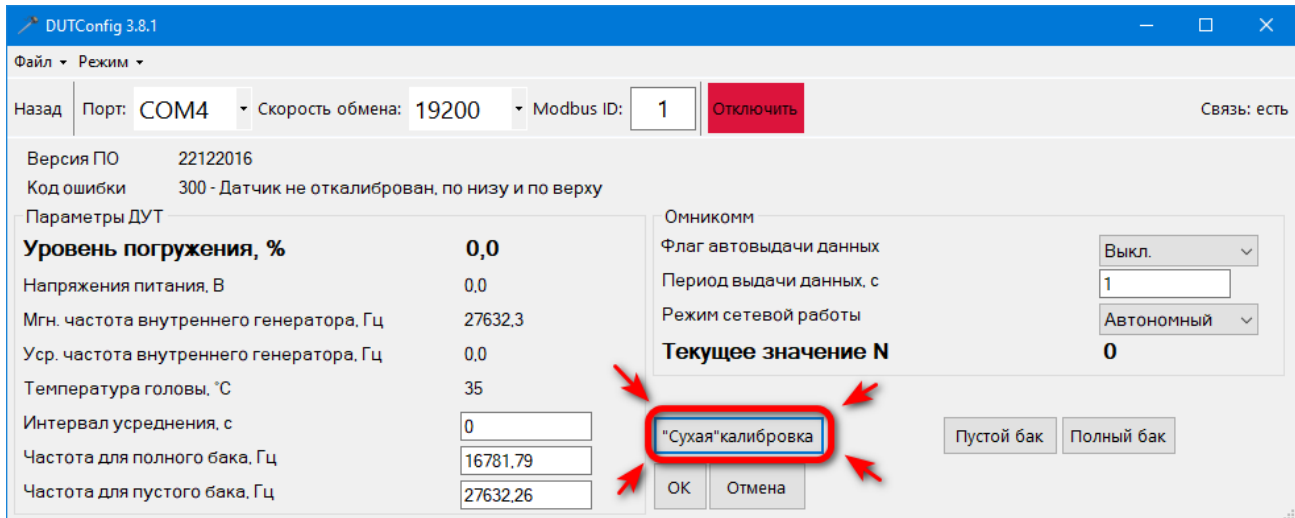 DUTConfig 3.8.1
Файл Режим
Назад Порт: COM4 Скорость обмена: 19200 Modbus ID: 1 Отключить Связь: есть
Версия ПО 22122016
Код ошибки 300 - Датчик не откалиброван, по низу и по верху
Параметры ДУТ
Уровень погружения, % 0,0
Напряжения питания, В 0,0
Мгн. частота внутреннего генератора, Гц 27632,3
Уср. частота внутреннего генератора, Гц 0,0
Температура головы, °C 35
Интервал усреднения, с 0
Частота для полного бака, Гц 16781,79
Частота для пустого бака, Гц 27632,26
Омникомм
Флаг автовыдачи данных Выкл.
Период выдачи данных, с 1
Режим сетевой работы Автономный
Текущее значение N 0
"Сухая"калибровка Пустой бак Полный бак
OK Отмена